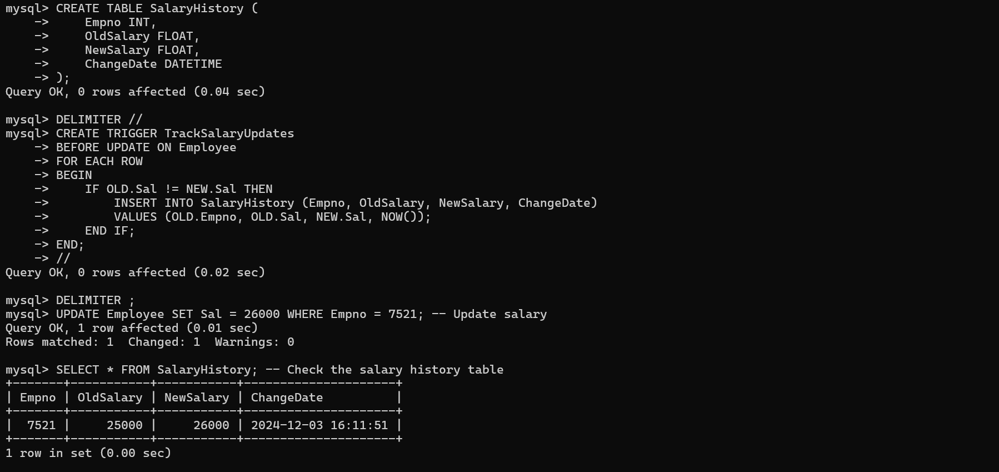 mysql> CREATE TABLE SalaryHistory (
    ->     Empno INT,
    ->     OldSalary FLOAT,
    ->     NewSalary FLOAT,
    ->     ChangeDate DATETIME
    -> );
Query OK, 0 rows affected (0.04 sec)

mysql> DELIMITER //
mysql> CREATE TRIGGER TrackSalaryUpdates
    -> BEFORE UPDATE ON Employee
    -> FOR EACH ROW
    -> BEGIN
    ->     IF OLD.Sal != NEW.Sal THEN
    ->         INSERT INTO SalaryHistory (Empno, OldSalary, NewSalary, ChangeDate)
    ->         VALUES (OLD.Empno, OLD.Sal, NEW.Sal, NOW());
    ->     END IF;
    -> END;
    -> //
Query OK, 0 rows affected (0.02 sec)

mysql> DELIMITER ;
mysql> UPDATE Employee SET Sal = 26000 WHERE Empno = 7521; -- Update salary
Query OK, 1 row affected (0.01 sec)
Rows matched: 1  Changed: 1  Warnings: 0

mysql> SELECT * FROM SalaryHistory; -- Check the salary history table
+-------+-----------+-----------+---------------------+
| Empno | OldSalary | NewSalary | ChangeDate          |
+-------+-----------+-----------+---------------------+
|  7521 |     25000 |     26000 | 2024-12-03 16:11:51 |
+-------+-----------+-----------+---------------------+
1 row in set (0.00 sec)